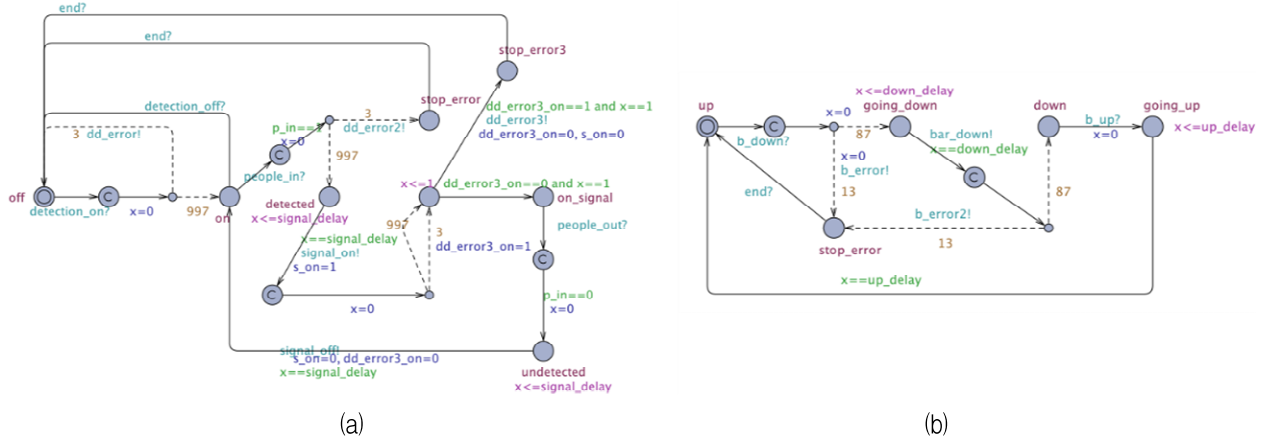 end?
end?
stop_error3
detection_off?
stop_error
3
dd_error!
3
dd_error2!
p_in==
x=0
997
dd_error3_on==1 and x==1
dd_error3!
dd_error3_on=0, s_on=0
people_in?
off
C
C
detection_on?
x=0
997
on
detected
x<=signal_delay
x<=1
dd_error3_on==0 and x==1
on_signal
people_out?
x==signal_delay
signal_on!
s_on=1
997
3
dd_error3_on=1
C
C
x=0
p_in==0
x=0
signal_off!
s_on=0, dd_error3_on=0
x==signal_delay
undetected
x<=signal_delay
(a)
x<=down_delay
up
x=0
going_down
down
going_up
C
b_down?
87
b_up?
x=0
x<=up_delay
bar_down!
x==down_delay
x=0
b_error!
C
end?
13
87
b_error2!
13
stop_error
x==up_delay
(b)